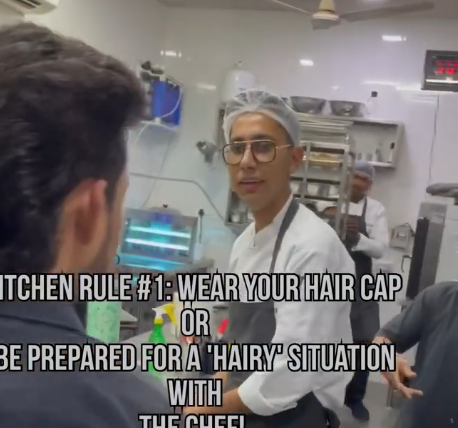 ITCHEN RULE #1: WEAR YOUR HAIR CAP
OR
BE PREPARED FOR A 'HAIRY' SITUATION
WITH
THE CHEF!